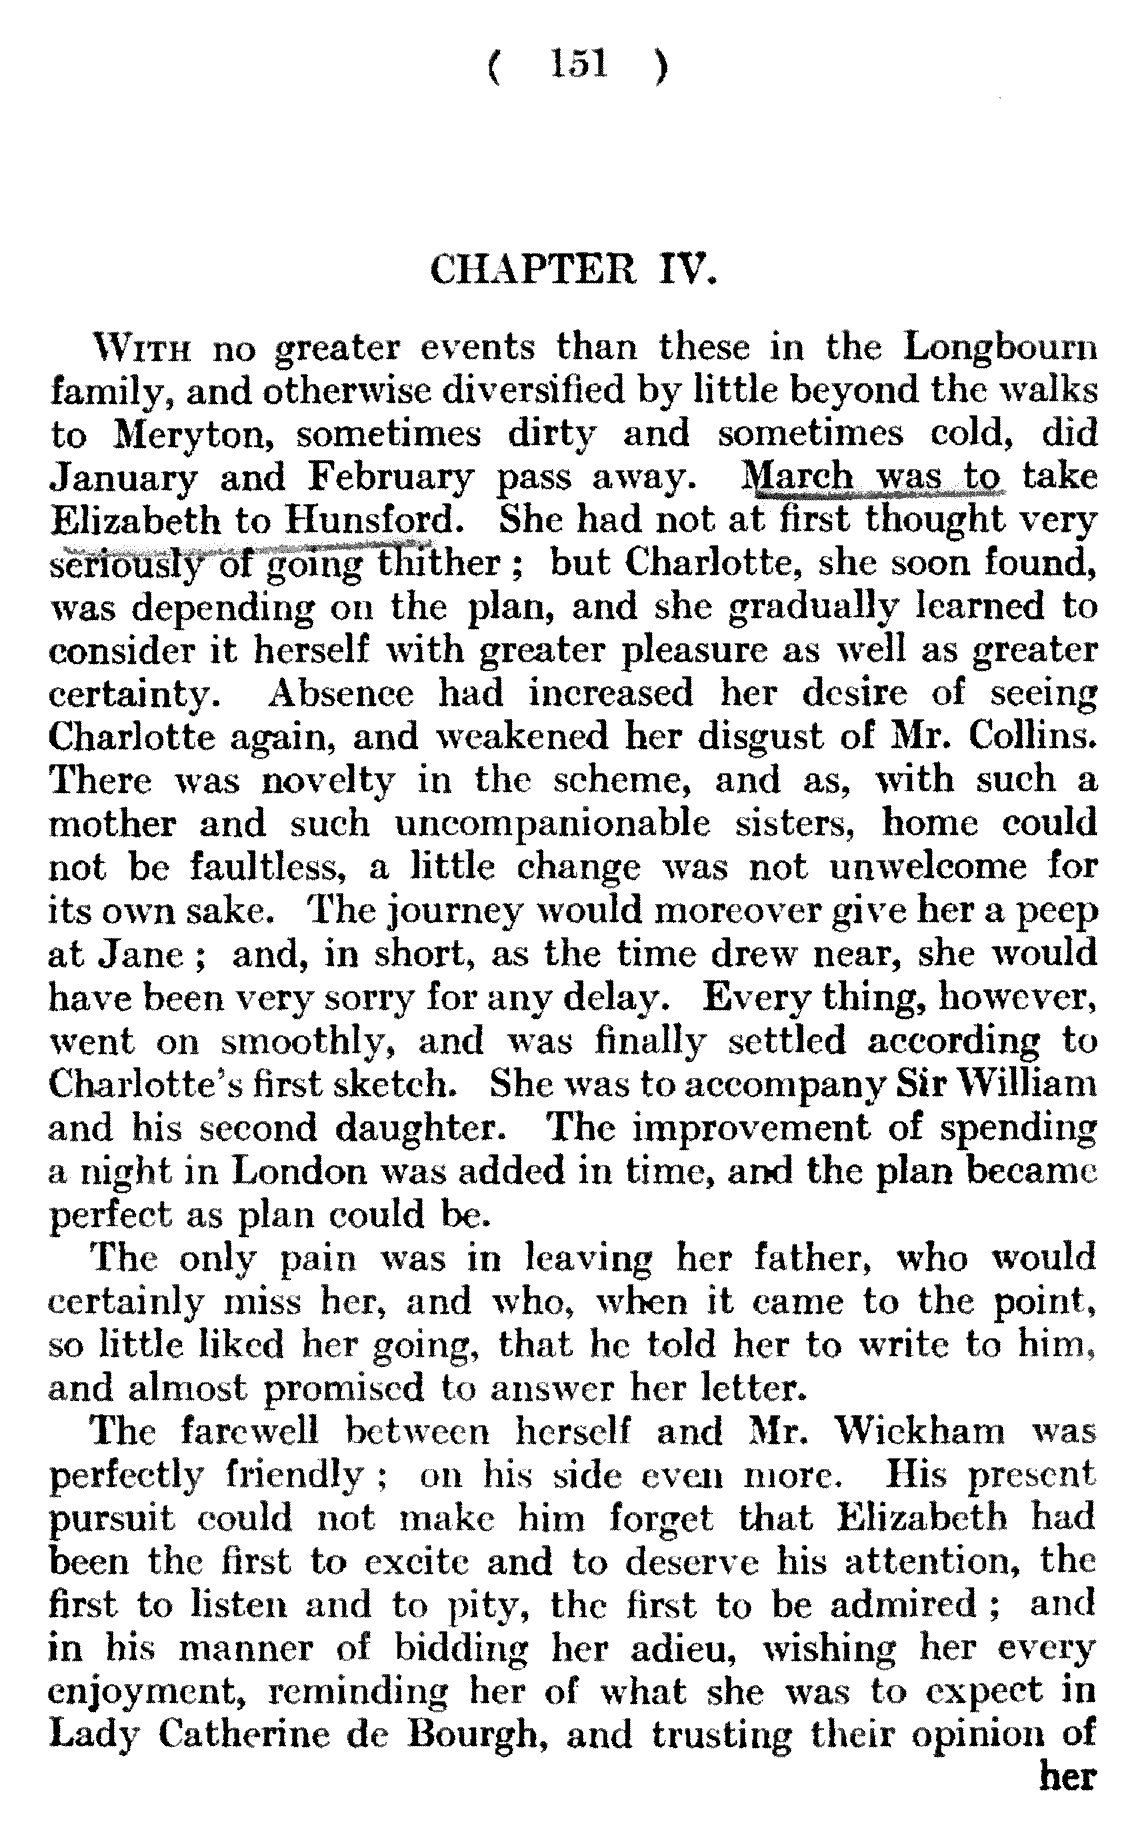 ( 151 )
CHAPTER IV.
WITH no greater events than these in the Longbourn
family, and otherwise diversified by little beyond the walks
to Meryton, sometimes dirty and sometimes cold, did
January and February pass away. March was to take
Elizabeth to Hunsford. She had not at first thought very
seriously of going thither ; but Charlotte, she soon found,
was depending on the plan, and she gradually learned to
consider it herself with greater pleasure as well as greater
certainty. Absence had increased her desire of seeing
Charlotte again, and weakened her disgust of Mr. Collins.
There was novelty in the scheme, and as, with such a
mother and such uncompanionable sisters, home could
not be faultless, a little change was not unwelcome for
its own sake. The journey would moreover give her a peep
at Jane ; and, in short, as the time drew near, she would
have been very sorry for any delay. Every thing, however,
went on smoothly, and was finally settled according to
Charlotte's first sketch. She was to accompany Sir William
and his second daughter. The improvement of spending
a night in London was added in time, and the plan became
perfect as plan could be.
The only pain was in leaving her father, who would
certainly miss her, and who, when it came to the point,
so little liked her going, that he told her to write to him,
and almost promised to answer her letter.
The farewell between herself and Mr. Wickham was
perfectly friendly ; on his side even more. His present
pursuit could not make him forget that Elizabeth had
been the first to excite and to deserve his attention, the
first to listen and to pity, the first to be admired ; and
in his manner of bidding her adieu, wishing her every
enjoyment, reminding her of what she was to expect in
Lady Catherine de Bourgh, and trusting their opinion of
her